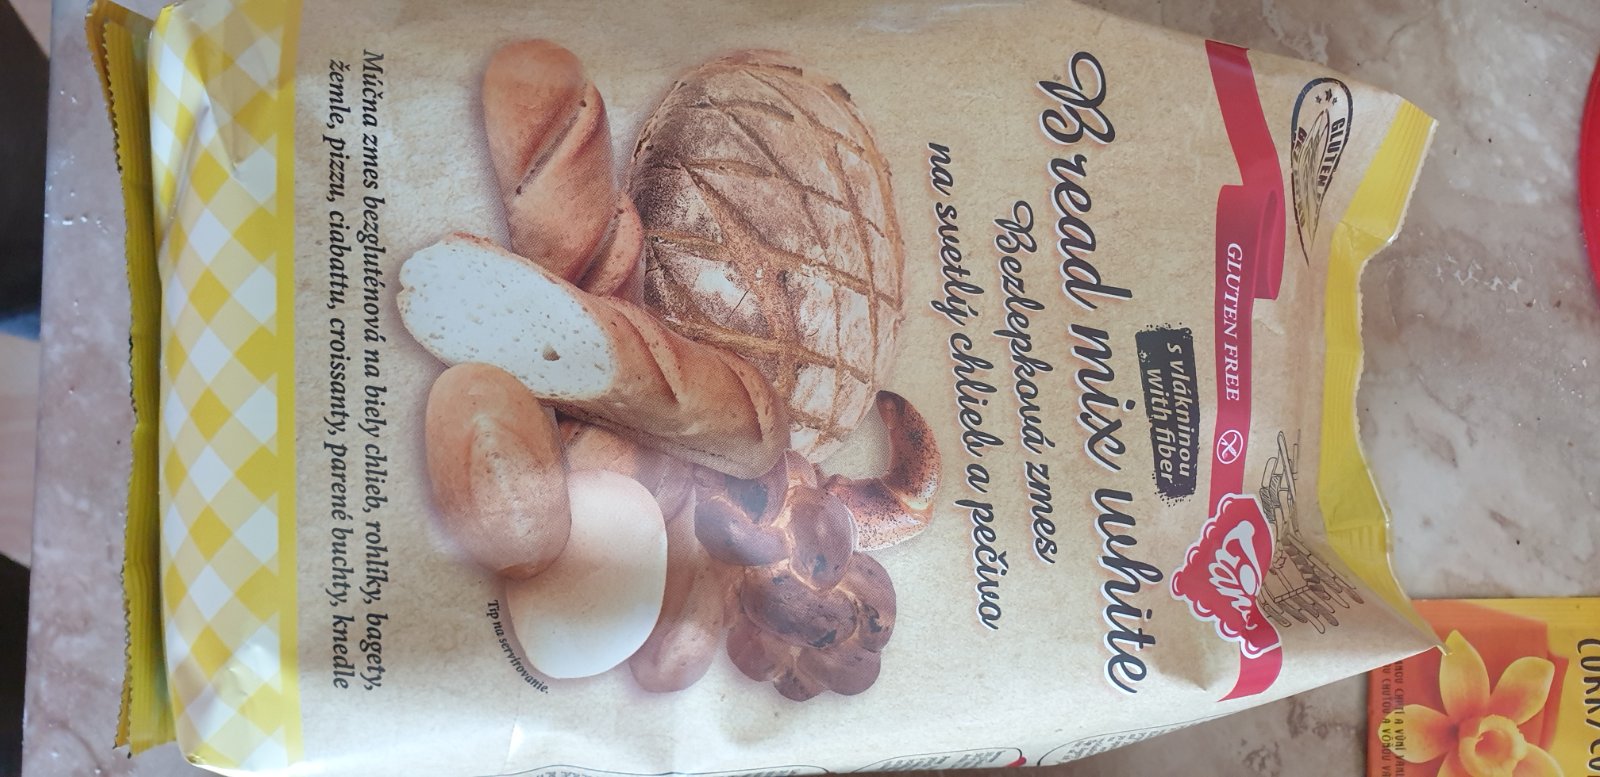 GLUTEN
GLUTEN FREE
s vlákninou
with fiber
Bread mix white
Bezlepková zmes
na svetlý chlieb a pečivo
Tip na servírovanie.
Múčna zmes bezgluténová na biely chlieb, rohlíky, bagety,
žemle, pizzu, ciabattu, croissanty, parené buchty, knedle